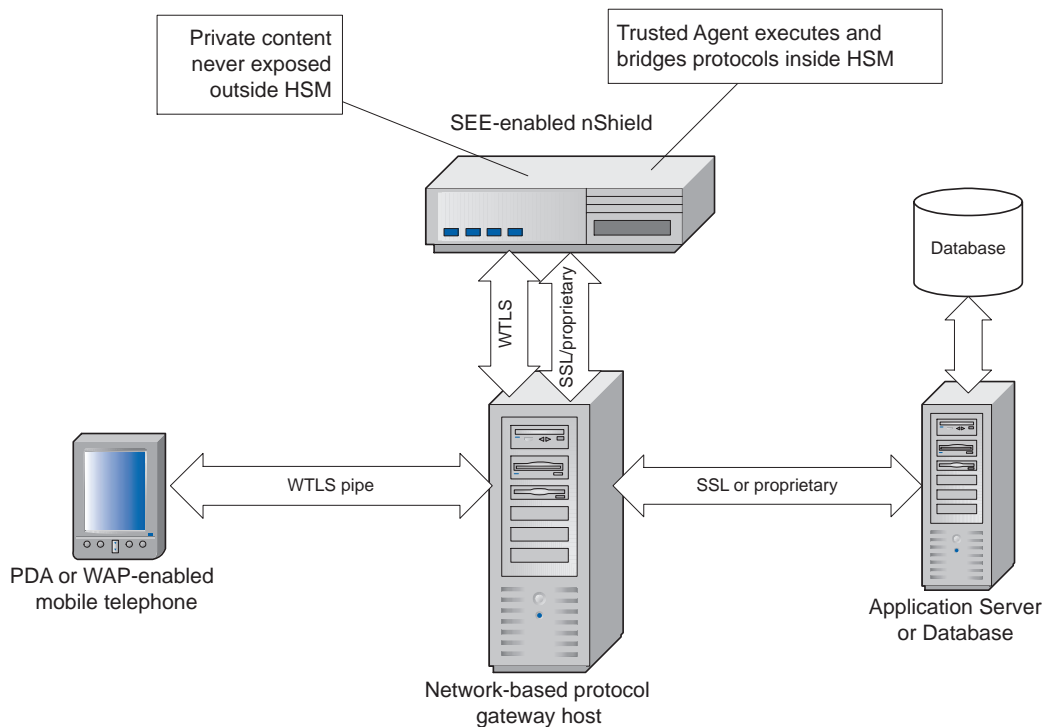 Private content
never exposed
outside HSM
Trusted Agent executes and
bridges protocols inside HSM
SEE-enabled nShield
WTLS
SSL/proprietary
Database
WTLS pipe
SSL or proprietary
PDA or WAP-enabled
mobile telephone
Application Server
or Database
Network-based protocol
gateway host